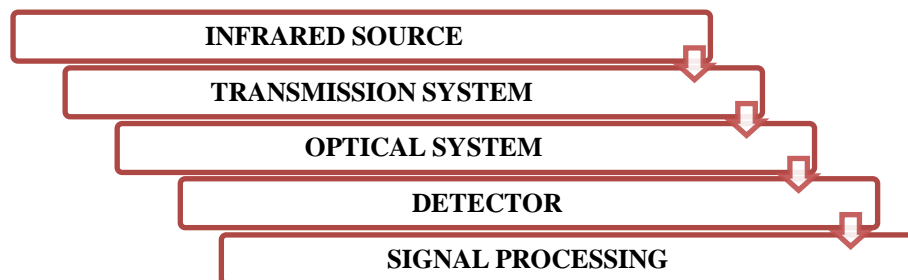 INFRARED SOURCE
TRANSMISSION SYSTEM
OPTICAL SYSTEM
DETECTOR
SIGNAL PROCESSING